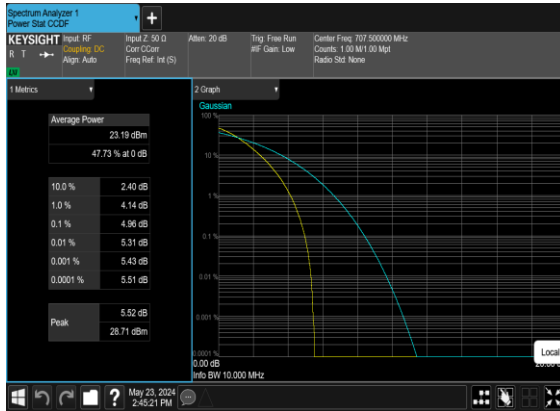 Spectrum Analyzer 1
Power Stat CCDF
KEYSIGHT
R T
Input: RF
Coupling: DC
Align: Auto
Input Z: 50 Ω
Corr CCorr
Freq Ref: Int (S)
Atten: 20 dB
Trig: Free Run
#IF Gain: Low
Center Freq: 707.500000 MHz
Counts: 1.00 M/1.00 Mpt
Radio Std: None
1 Metrics
Average Power
23.19 dBm
47.73 % at 0 dB
10.0 % 2.40 dB
1.0 % 4.14 dB
0.1 % 4.96 dB
0.01 % 5.31 dB
0.001 % 5.43 dB
0.0001 % 5.51 dB
Peak 5.52 dB
28.71 dBm
2 Graph
Gaussian
100 %
10 %
1 %
0.1 %
0.01 %
0.001 %
0.0001 %
0.00 dB
Info BW 10.000 MHz
Local
May 23, 2024
2:45:21 PM